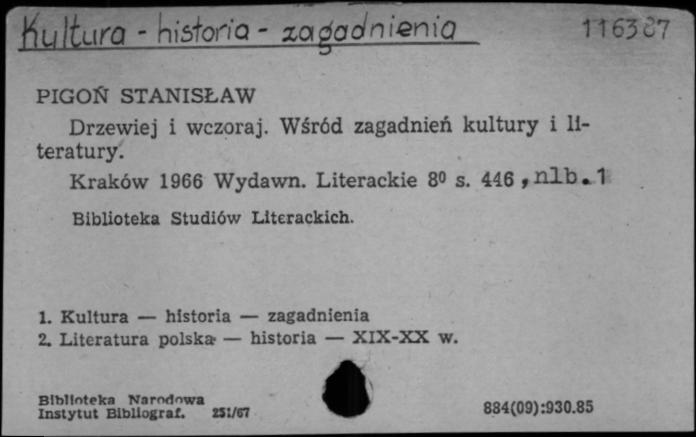 Kultura - historia - zagadnienia 116387
PIGOŃ STANISŁAW
Drzewiej i wczoraj. Wśród zagadnień kultury i li-
teratury.
Kraków 1966 Wydawn. Literackie 8⁰ s. 446, nlb. 1
Biblioteka Studiów Literackich.
1. Kultura — historia — zagadnienia
2. Literatura polska — historia — XIX-XX w.
Biblioteka Narodowa
Instytut Bibliograf. 251/67 884(09):930.85